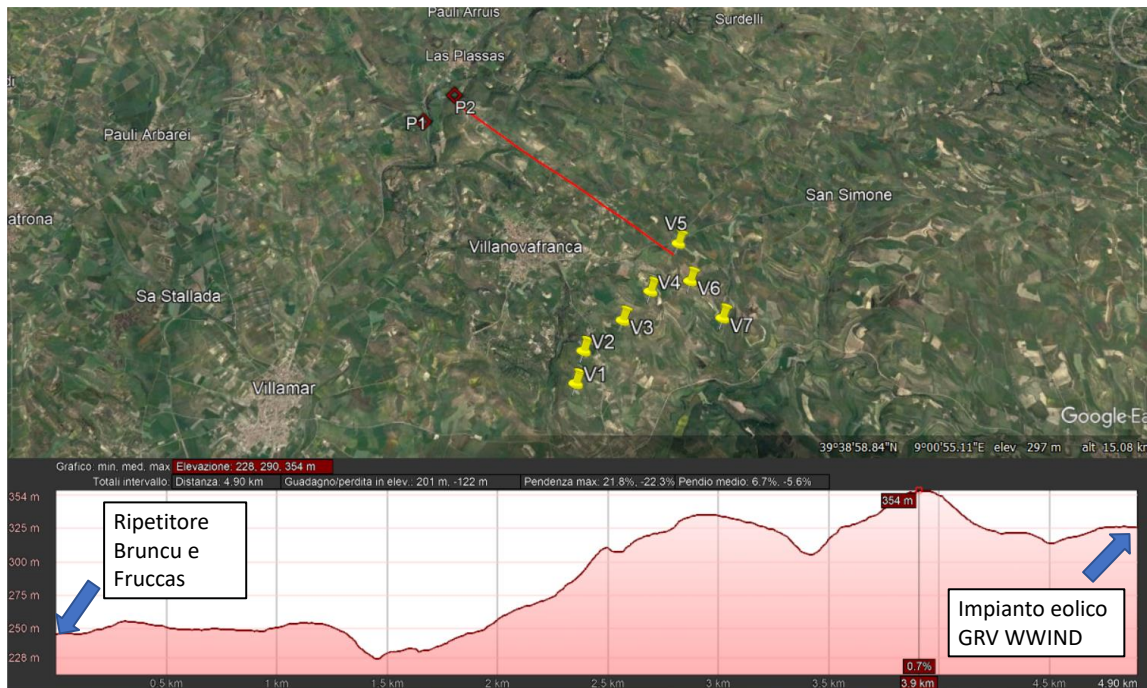 Pauli Arruis
Surdelli
Las Plassas
P2
P1
Pauli Arbarei
San Simone
atrona
V5
Villanovafranca
V6
V4
Sa Stallada
V3
V7
V2
V1
Villamar
Google Ea
39°38'58.84"N 9°00'55.11"E elev 297 m alt 15.08 km
Grafico: min. med. max Elevazione: 228, 290, 354 m
Totali intervallo: Distanza: 4.90 km Guadagno/perdita in elev.: 201 m, -122 m Pendenza max. 21.8%, -22.3% Pendio medio: 6.7%, -5.6%
354 m
354 m
325 m
300 m
275 m
250 m
228 m
Ripetitore
Bruncu e
Fruccas
Impianto eolico
GRV WWIND
0.7%
0.5 km 1 km 1.5 km 2 km 2.5 km 3 km 3.5 km 3.9 km 4.5 km 4.90 km